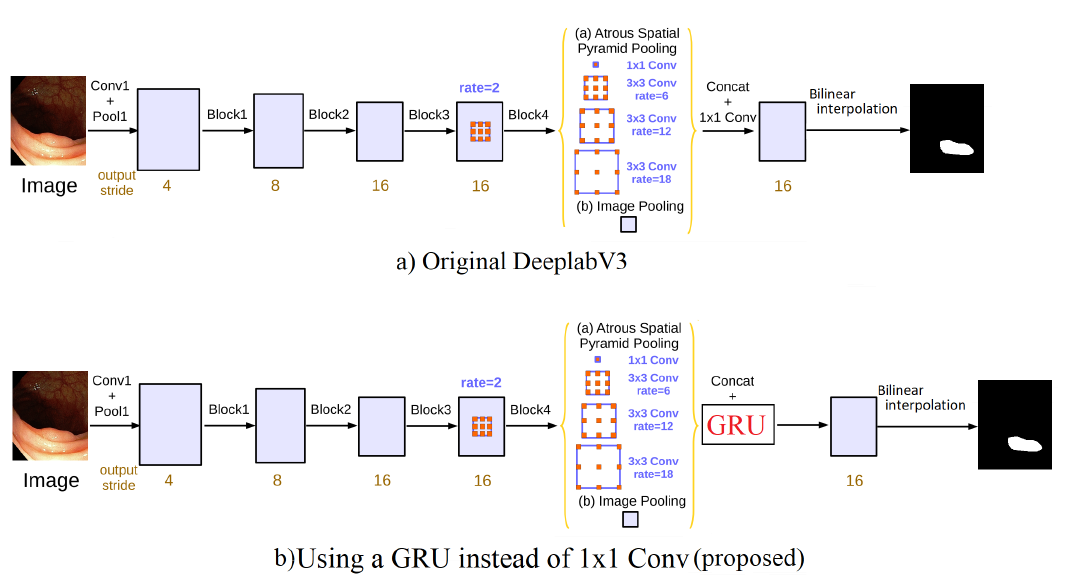 Image
Conv1
+
Pool1
output
stride
4
Block1
8
Block2
16
Block3
rate=2
16
Block4
(a) Atrous Spatial
Pyramid Pooling
1x1 Conv
3x3 Conv
rate=6
3x3 Conv
rate=12
3x3 Conv
rate=18
(b) Image Pooling
Concat
+
1x1 Conv
16
Bilinear
interpolation
a) Original DeeplabV3
Image
Conv1
+
Pool1
output
stride
4
Block1
8
Block2
16
Block3
rate=2
16
Block4
(a) Atrous Spatial
Pyramid Pooling
1x1 Conv
3x3 Conv
rate=6
3x3 Conv
rate=12
3x3 Conv
rate=18
(b) Image Pooling
Concat
+
GRU
16
Bilinear
interpolation
b)Using a GRU instead of 1x1 Conv (proposed)